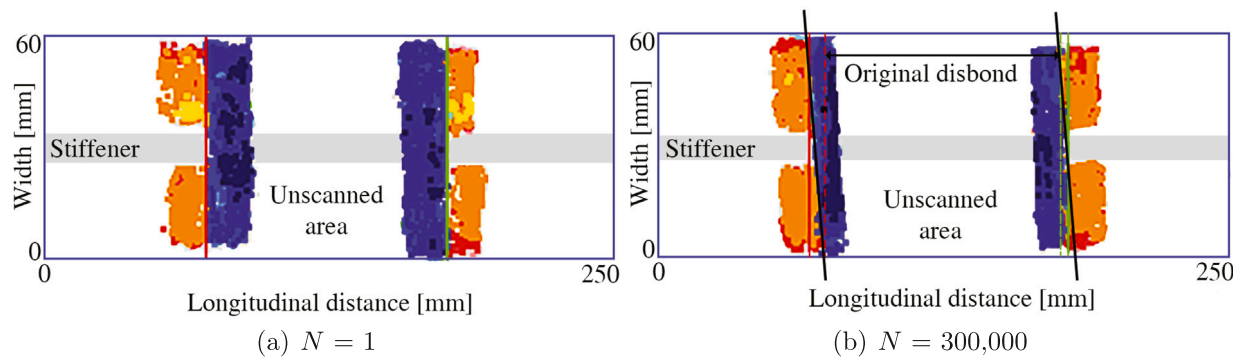 60
Width [mm]
Stiffener
Unscanned
area
0
0
250
Longitudinal distance [mm]
(a) N = 1
60
Width [mm]
Original disbond
Stiffener
Unscanned
area
0
0
250
Longitudinal distance [mm]
(b) N = 300,000